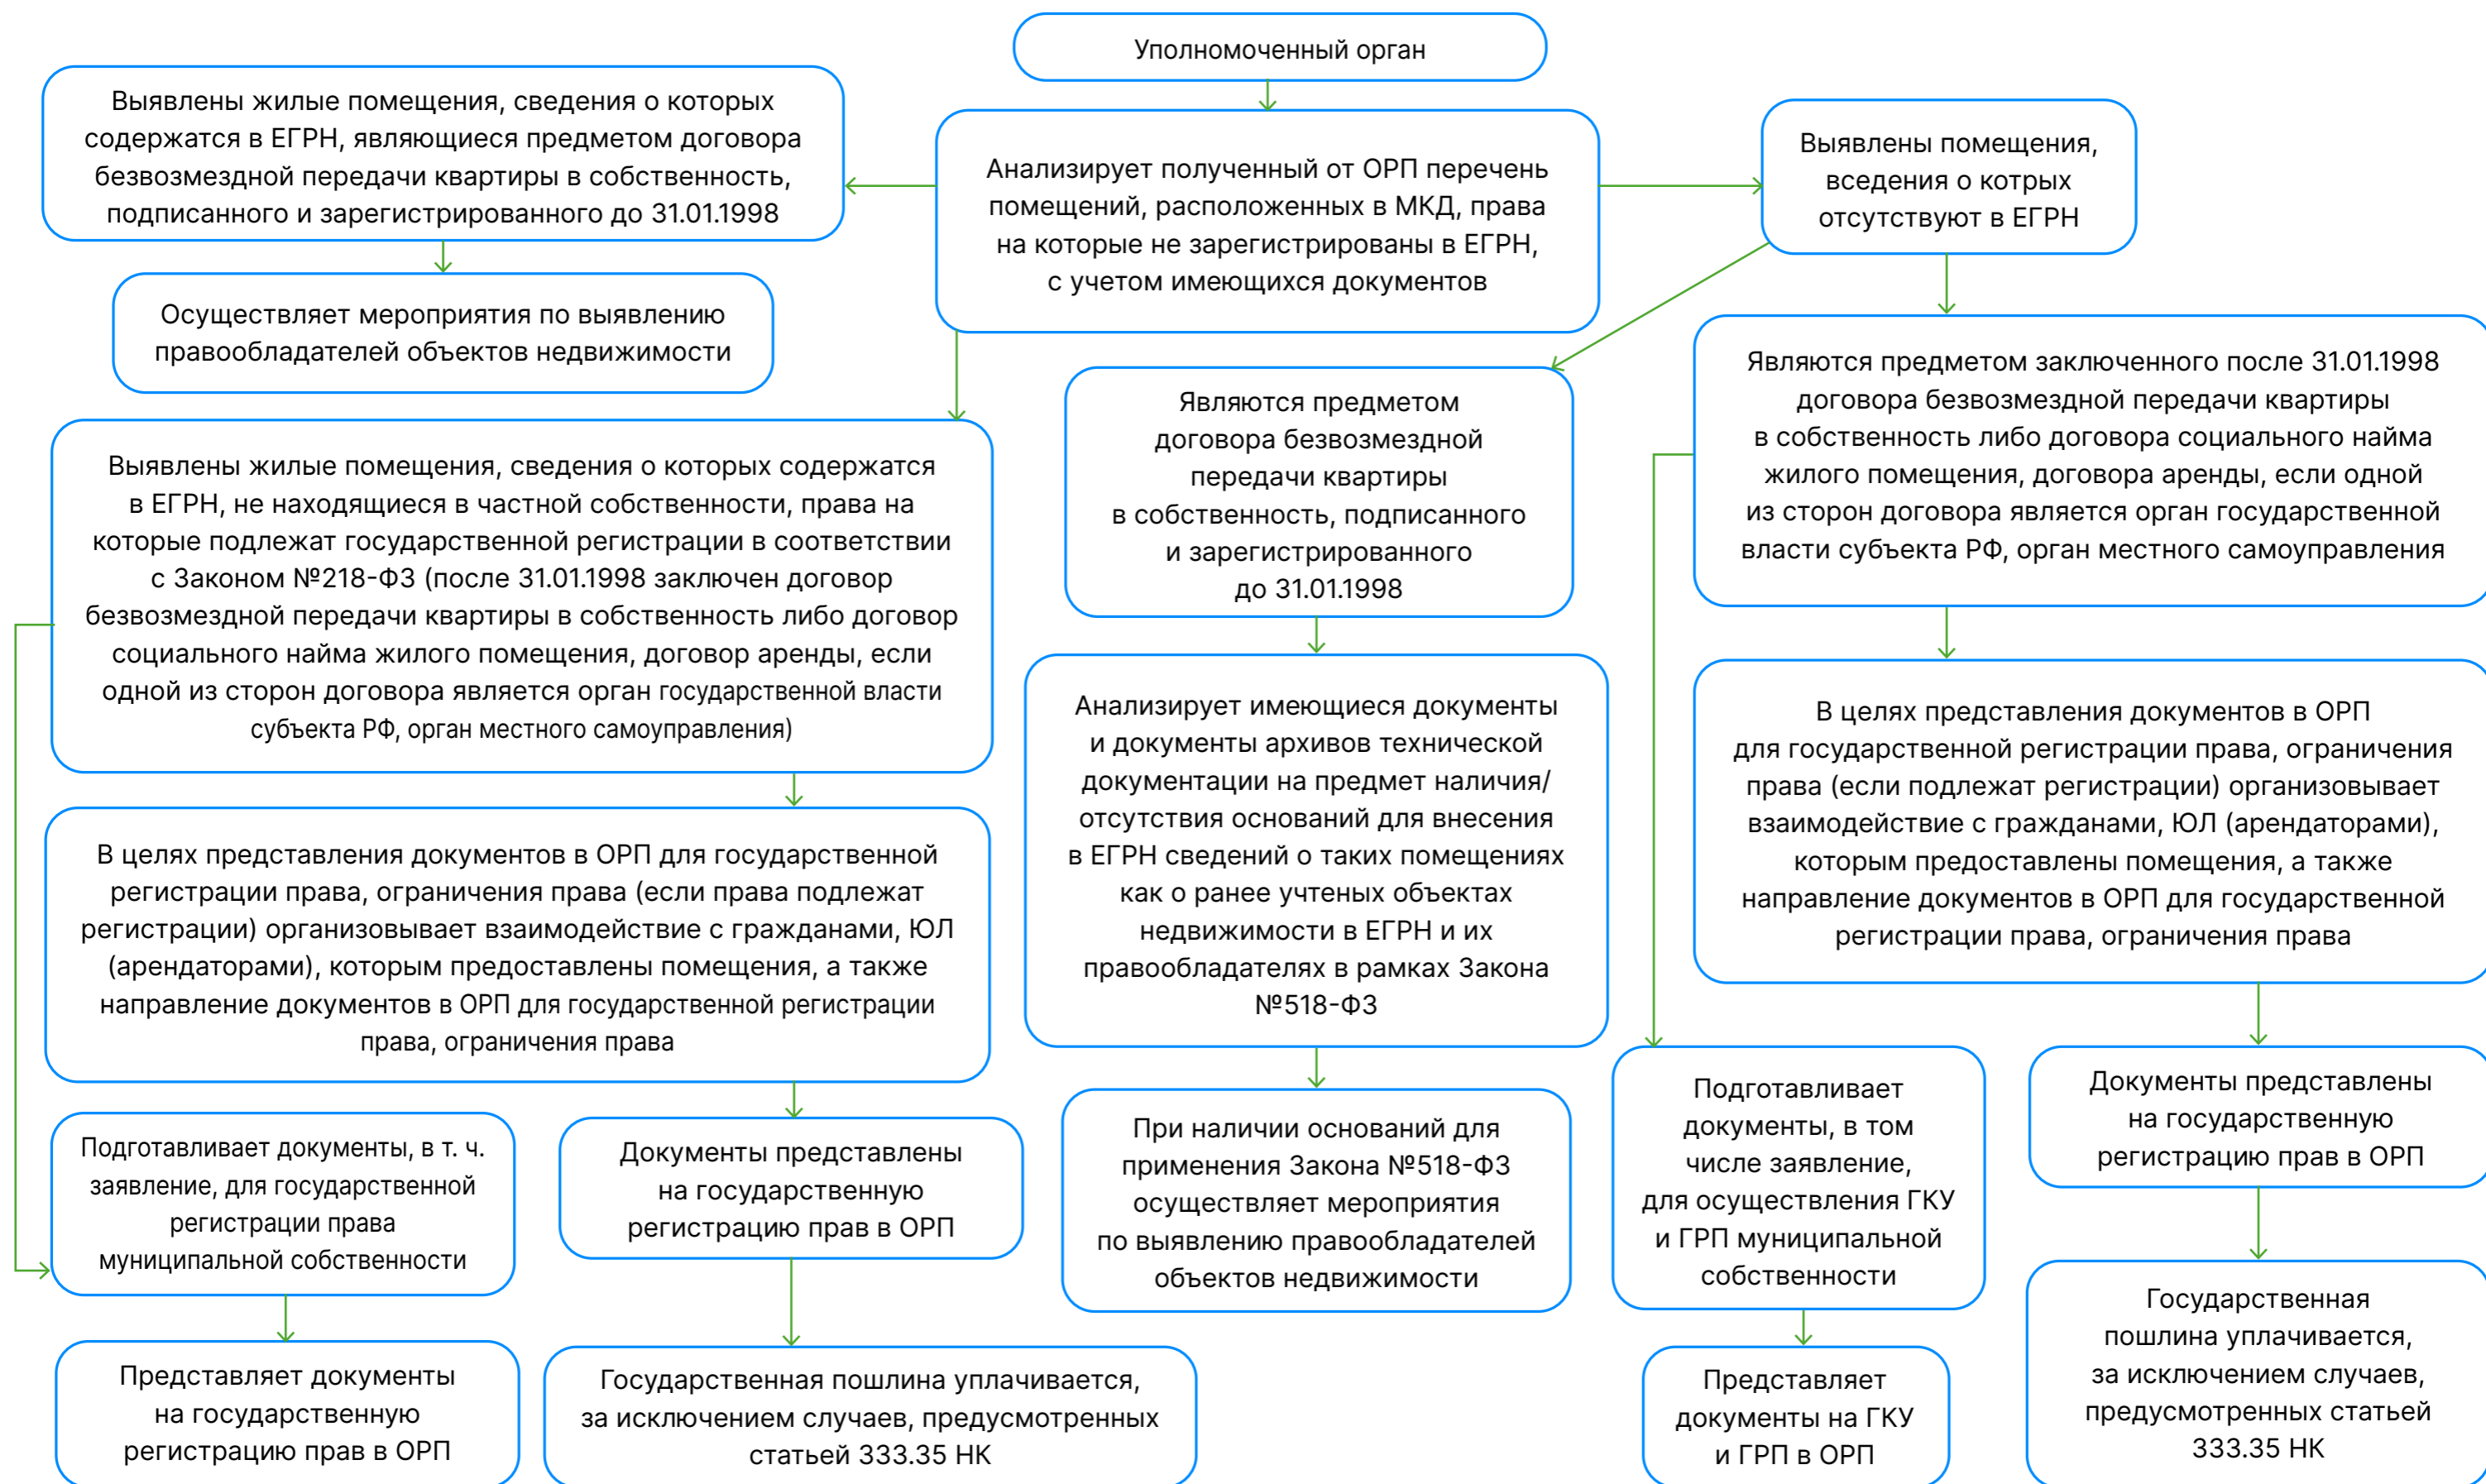 Уполномоченный орган
Выявлены жилые помещения, сведения о которых
содержатся в ЕГРН, являющиеся предметом договора
безвозмездной передачи квартиры в собственность,
подписанного и зарегистрированного до 31.01.1998
Анализирует полученный от ОРП перечень
помещений, расположенных в МКД, права
на которые не зарегистрированы в ЕГРН,
с учетом имеющихся документов
Выявлены помещения,
вседения о котрых
отсутствуют в ЕГРН
Осуществляет мероприятия по выявлению
правообладателей объектов недвижимости
Выявлены жилые помещения, сведения о которых содержатся
в ЕГРН, не находящиеся в частной собственности, права на
которые подлежат государственной регистрации в соответствии
с Законом №218-ФЗ (после 31.01.1998 заключен договор
безвозмездной передачи квартиры в собственность либо договор
социального найма жилого помещения, договор аренды, если
одной из сторон договора является орган государственной власти
субъекта РФ, орган местного самоуправления)
Являются предметом
договора безвозмездной
передачи квартиры
в собственность, подписанного
и зарегистрированного
до 31.01.1998
Являются предметом заключенного после 31.01.1998
договора безвозмездной передачи квартиры
в собственность либо договора социального найма
жилого помещения, договора аренды, если одной
из сторон договора является орган государственной
власти субъекта РФ, орган местного самоуправления
В целях представления документов в ОРП для государственной
регистрации права, ограничения права (если права подлежат
регистрации) организовывает взаимодействие с гражданами, ЮЛ
(арендаторами), которым предоставлены помещения, а также
направление документов в ОРП для государственной регистрации
права, ограничения права
Анализирует имеющиеся документы
и документы архивов технической
документации на предмет наличия/
отсутствия оснований для внесения
в ЕГРН сведений о таких помещениях
как о ранее учтеных объектах
недвижимости в ЕГРН и их
правообладателях в рамках Закона
№518-ФЗ
В целях представления документов в ОРП
для государственной регистрации права, ограничения
права (если подлежат регистрации) организовывает
взаимодействие с гражданами, ЮЛ (арендаторами),
которым предоставлены помещения, а также
направление документов в ОРП для государственной
регистрации права, ограничения права
Подготавливает документы, в т. ч.
заявление, для государственной
регистрации права
муниципальной собственности
Документы представлены
на государственную
регистрацию прав в ОРП
При наличии оснований для
применения Закона №518-ФЗ
осуществляет мероприятия
по выявлению правообладателей
объектов недвижимости
Подготавливает
документы, в том
числе заявление,
для осуществления ГКУ
и ГРП муниципальной
собственности
Документы представлены
на государственную
регистрацию прав в ОРП
Представляет документы
на государственную
регистрацию прав в ОРП
Государственная пошлина уплачивается,
за исключением случаев, предусмотренных
статьей 333.35 НК
Представляет
документы на ГКУ
и ГРП в ОРП
Государственная
пошлина уплачивается,
за исключением случаев,
предусмотренных статьей
333.35 НК